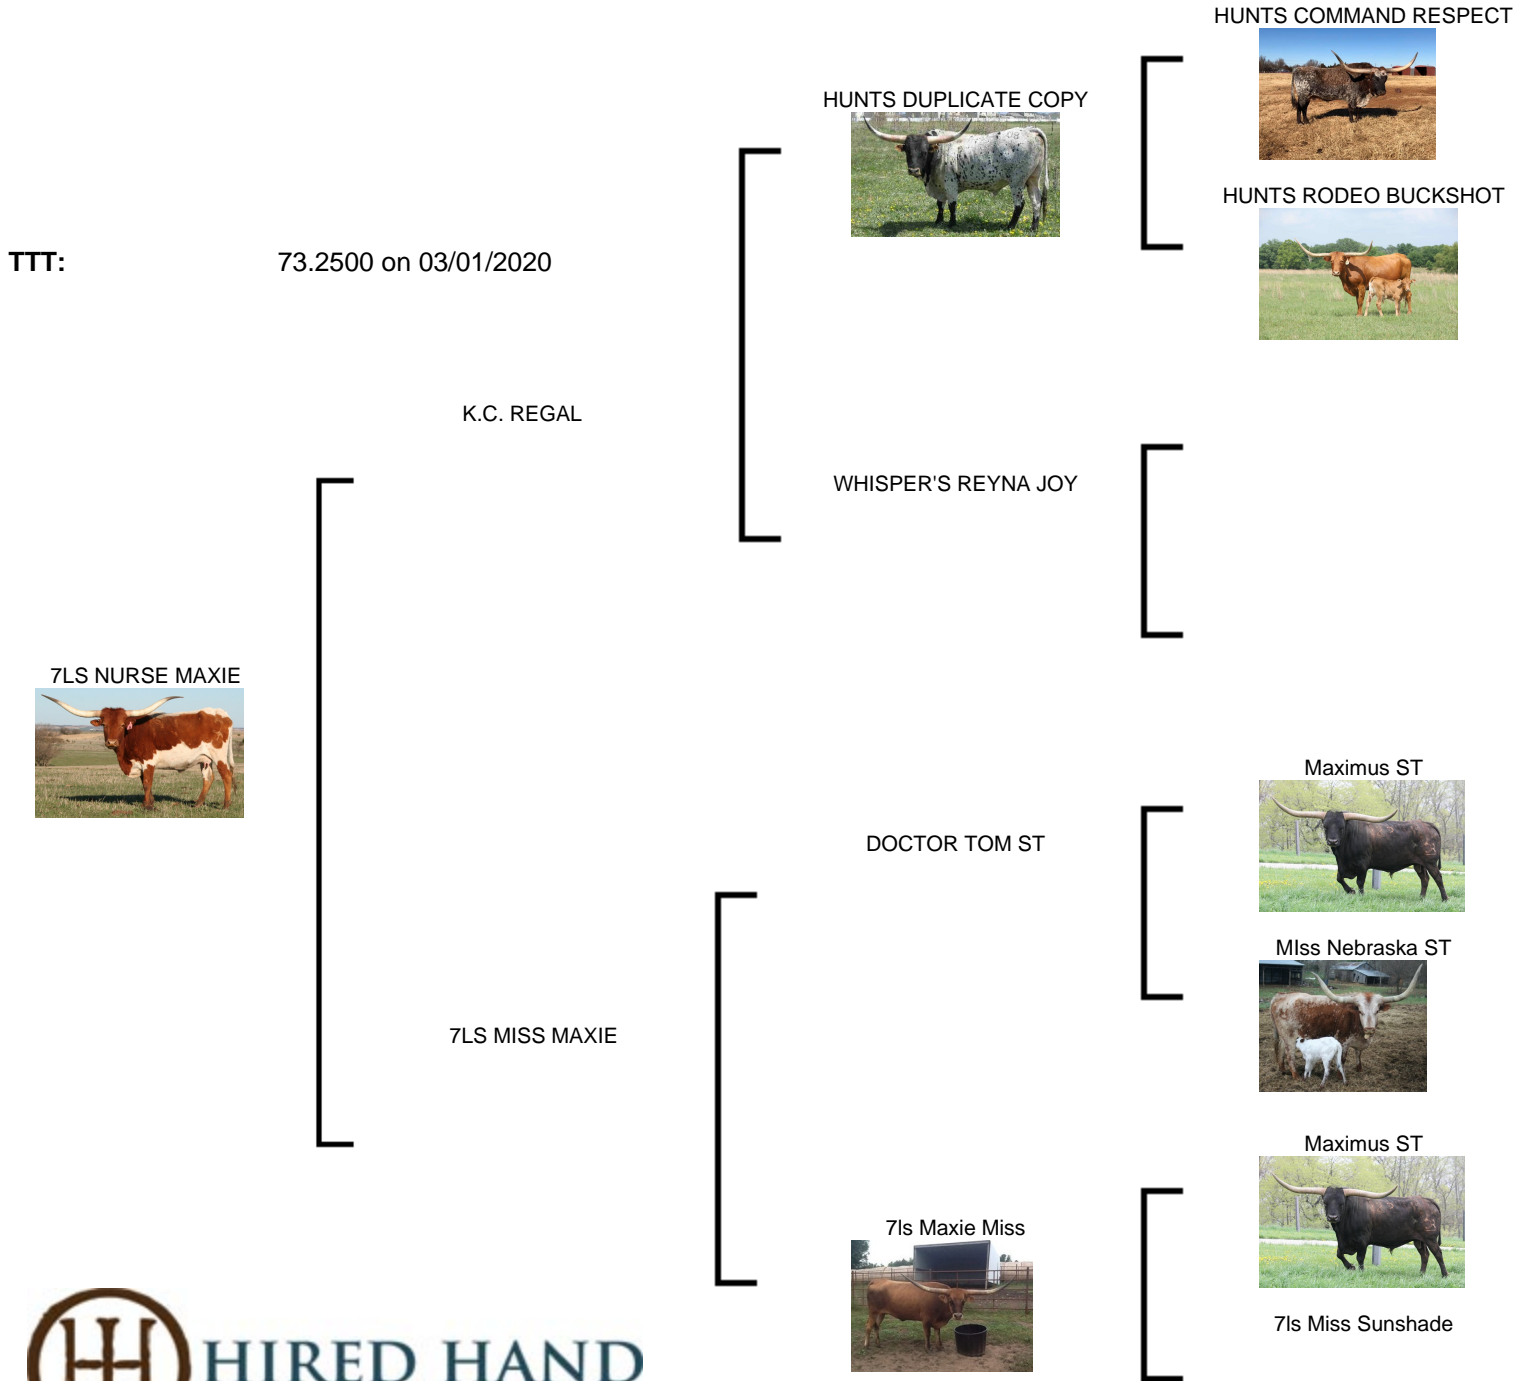 HUNTS COMMAND RESPECT
HUNTS DUPLICATE COPY
HUNTS RODEO BUCKSHOT
TTT: 73.2500 on 03/01/2020
K.C. REGAL
WHISPER'S REYNA JOY
7LS NURSE MAXIE
Maximus ST
DOCTOR TOM ST
MIss Nebraska ST
7LS MISS MAXIE
Maximus ST
7ls Maxie Miss
7ls Miss Sunshade
HIRED HAND